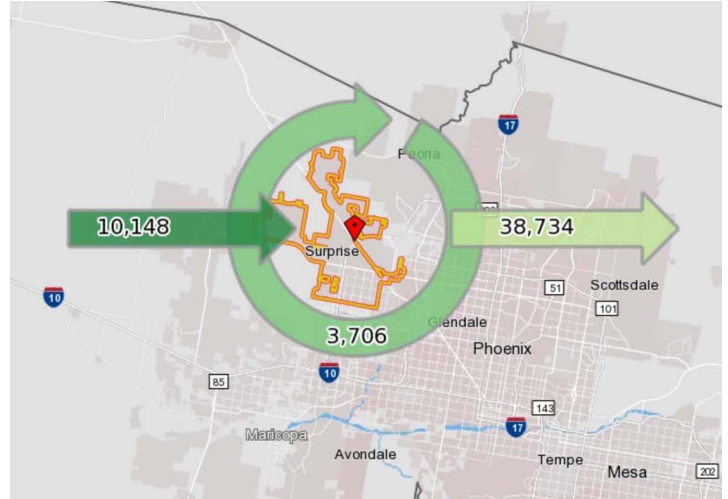 17
Peoria
303
10,148
38,734
Surprise
10
51
Scottsdale
101
3,706
Glendale
Phoenix
10
85
143
17
Maricopa
Avondale
Tempe
Mesa
202